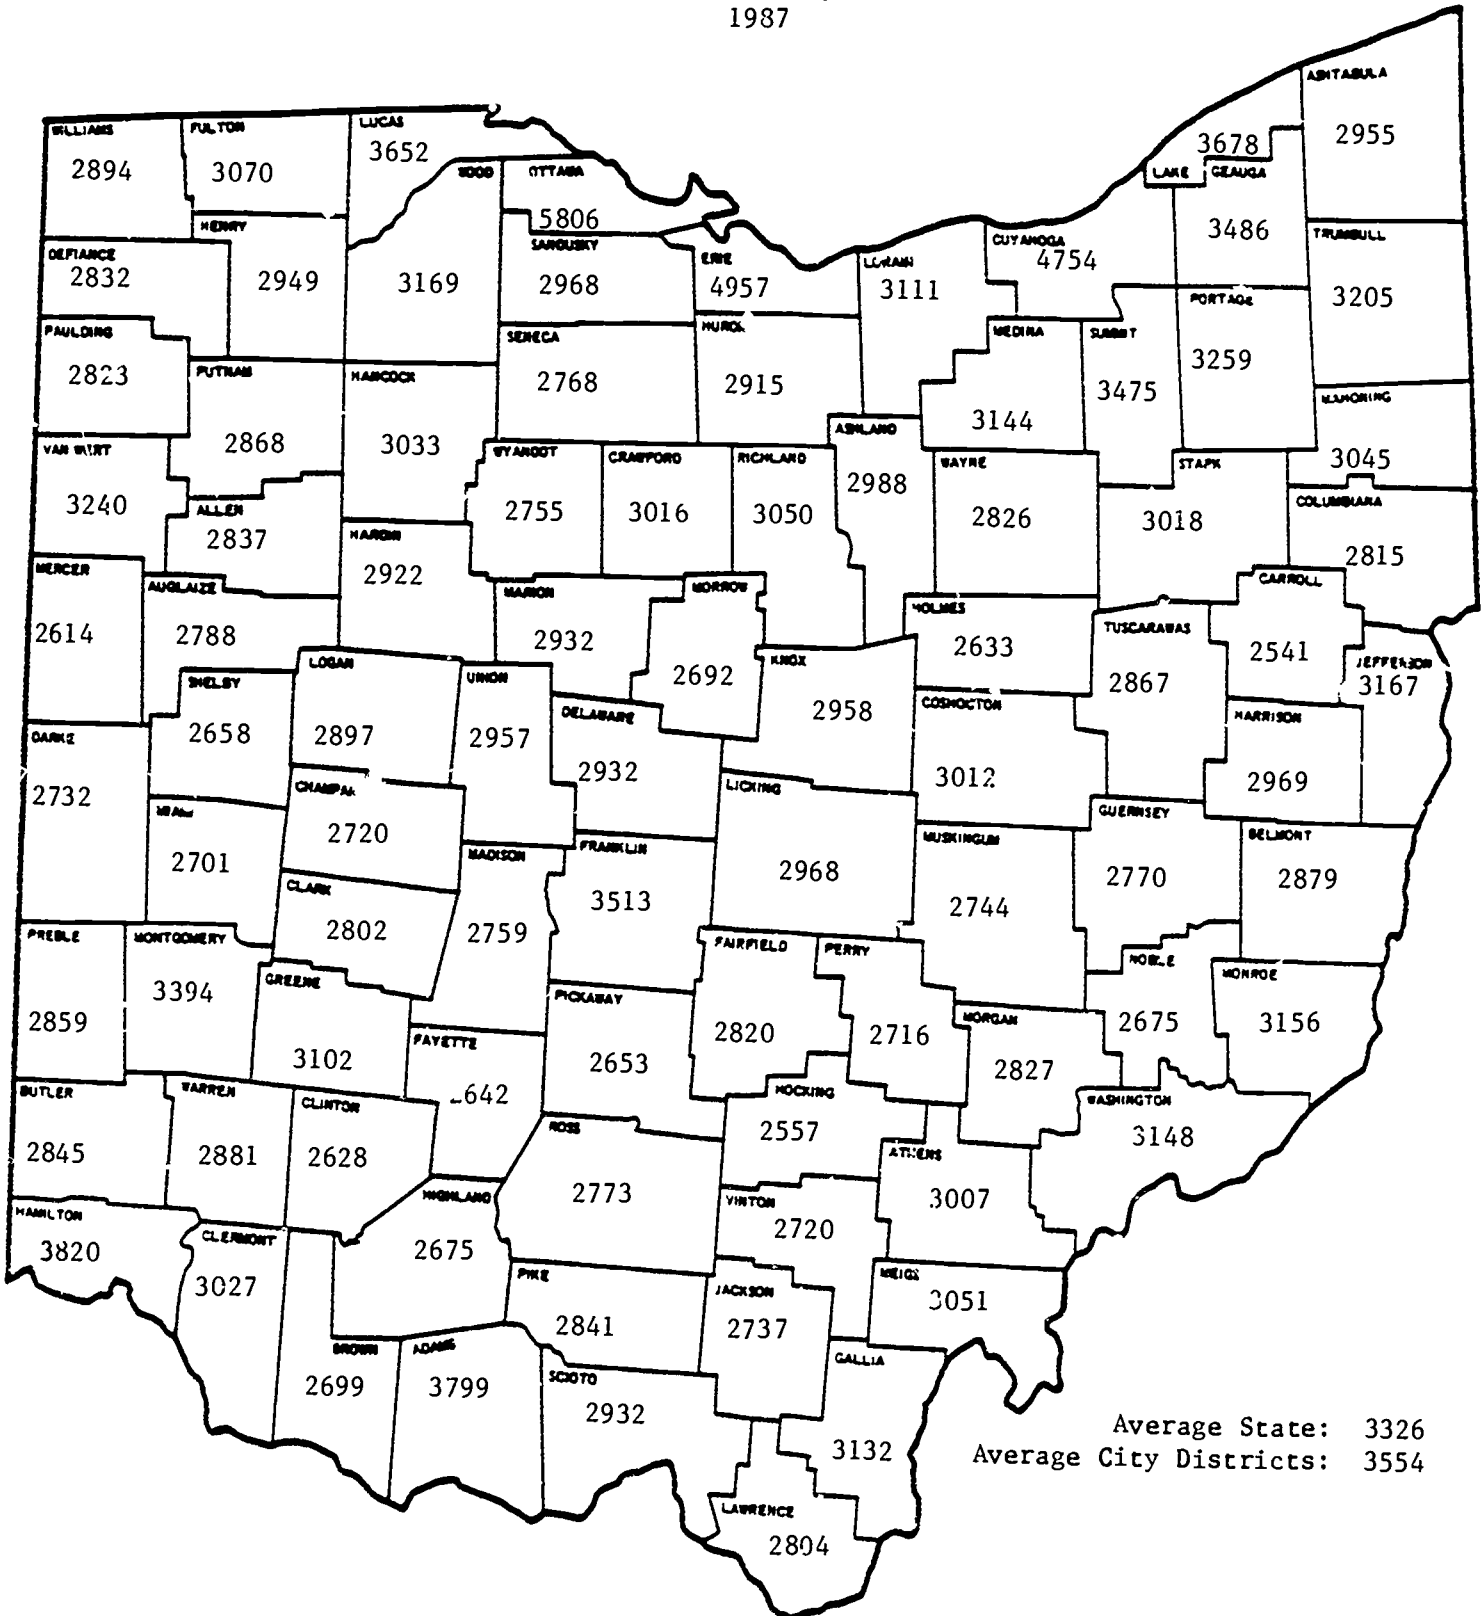 1987
ASHTABULA
2955
3678
LAKE
GEAUGA
3486
WILLIAMS
2894
FULTON
3070
LUCAS
3652
WOOD
3169
OTTAWA
5806
HENRY
2949
SANDUSKY
2968
ERIE
4957
LORAIN
3111
CUYAHOGA
4754
TRUMBULL
3205
DEFIANCE
2832
PORTAGE
3259
PAULDING
2823
PUTNAM
2868
HANCOCK
3033
SENECA
2768
HURON
2915
MEDINA
3144
SUMMIT
3475
MAHONING
3045
VAN WERT
3240
ALLEN
2837
WYANDOT
2755
CRAWFORD
3016
RICHLAND
3050
ASHLAND
2988
WAYNE
2826
STARK
3018
COLUMBIANA
2815
HARDIN
2922
MERCER
2614
AUGLAIZE
2788
MARION
2932
MORROW
2692
HOLMES
2633
TUSCARAWAS
2867
CARROLL
2541
JEFFERSON
3167
SHELBY
2658
LOGAN
2897
UNION
2957
DELAWARE
2932
KNOX
2958
COSHOCTON
3012
HARRISON
2969
DARKE
2732
MIAMI
2701
CHAMPA
2720
LICKING
2968
MUSKINGUM
2744
GUERNSEY
2770
BELMONT
2879
CLARK
2802
MADISON
2759
FRANKLIN
3513
PREBLE
2859
MONTGOMERY
3394
GREENE
3102
FAYETTE
642
PICKAWAY
2653
FAIRFIELD
2820
PERRY
2716
MORGAN
2827
NOBLE
2675
MONROE
3156
BUTLER
2845
WARREN
2881
CLINTON
2628
ROSS
2773
HOCKING
2557
ATHENS
3007
WASHINGTON
3148
HAMILTON
3820
CLERMONT
3027
HIGHLAND
2675
VINTON
2720
PIKE
2841
JACKSON
2737
MEIGS
3051
BROWN
2699
ADAMS
3799
SCIOTO
2932
GALLIA
3132
LAWRENCE
2804
Average State: 3326
Average City Districts: 3554